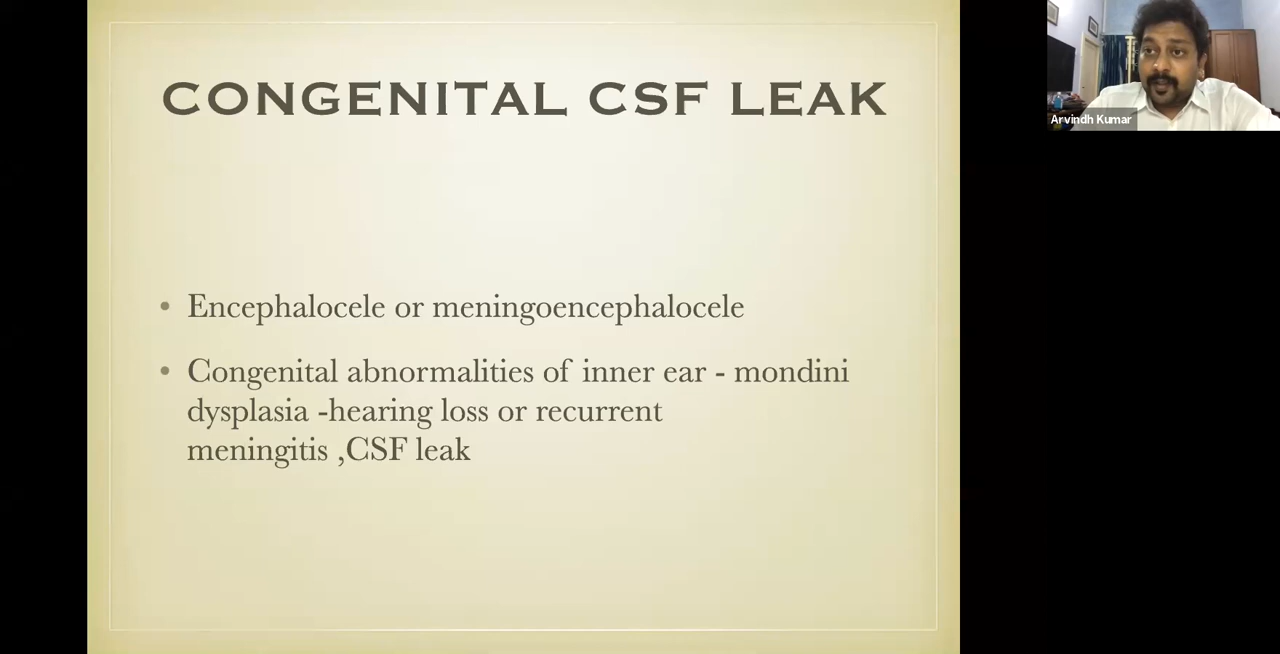 CONGENITAL CSF LEAK
Arvindh Kumar
• Encephalocele or meningoencephalocele
• Congenital abnormalities of inner ear - mondini
dysplasia -hearing loss or recurrent
meningitis ,CSF leak